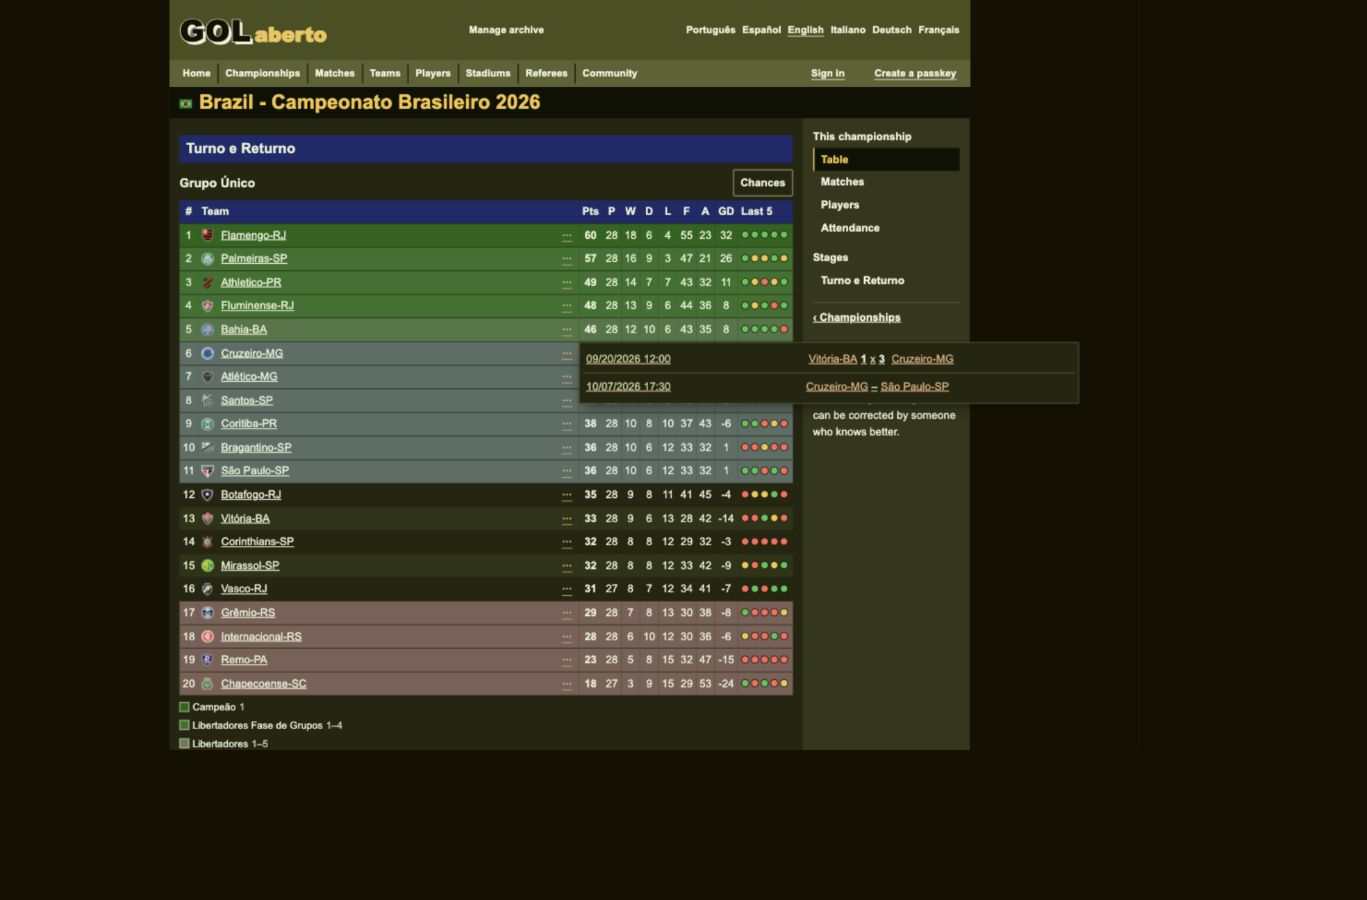 GOLaberto
Manage archive
Português Español English Italiano Deutsch Français
Home Championships Matches Teams Players Stadiums Referees Community Sign in Create a passkey
Brazil - Campeonato Brasileiro 2026
Turno e Returno
Grupo Único Chances
# Team Pts P W D L F A GD Last 5
1 Flamengo-RJ ... 60 28 18 6 4 55 23 32
2 Palmeiras-SP ... 57 28 16 9 3 47 21 26
3 Athletico-PR ... 49 28 14 7 7 43 32 11
4 Fluminense-RJ ... 48 28 13 9 6 44 36 8
5 Bahia-BA ... 46 28 12 10 6 43 35 8
6 Cruzeiro-MG ...
7 Atlético-MG ...
8 Santos-SP ...
9 Coritiba-PR ... 38 28 10 8 10 37 43 -6
10 Bragantino-SP ... 36 28 10 6 12 33 32 1
11 São Paulo-SP ... 36 28 10 6 12 33 32 1
12 Botafogo-RJ ... 35 28 9 8 11 41 45 -4
13 Vitória-BA ... 33 28 9 6 13 28 42 -14
14 Corinthians-SP ... 32 28 8 8 12 29 32 -3
15 Mirassol-SP ... 32 28 8 8 12 33 42 -9
16 Vasco-RJ ... 31 27 8 7 12 34 41 -7
17 Grêmio-RS ... 29 28 7 8 13 30 38 -8
18 Internacional-RS ... 28 28 6 10 12 30 36 -6
19 Remo-PA ... 23 28 5 8 15 32 47 -15
20 Chapecoense-SC ... 18 27 3 9 15 29 53 -24
Campeão 1
Libertadores Fase de Grupos 1–4
Libertadores 1–5
09/20/2026 12:00 Vitória-BA 1 x 3 Cruzeiro-MG
10/07/2026 17:30 Cruzeiro-MG – São Paulo-SP
This championship
Table
Matches
Players
Attendance
Stages
Turno e Returno
‹ Championships
can be corrected by someone
who knows better.